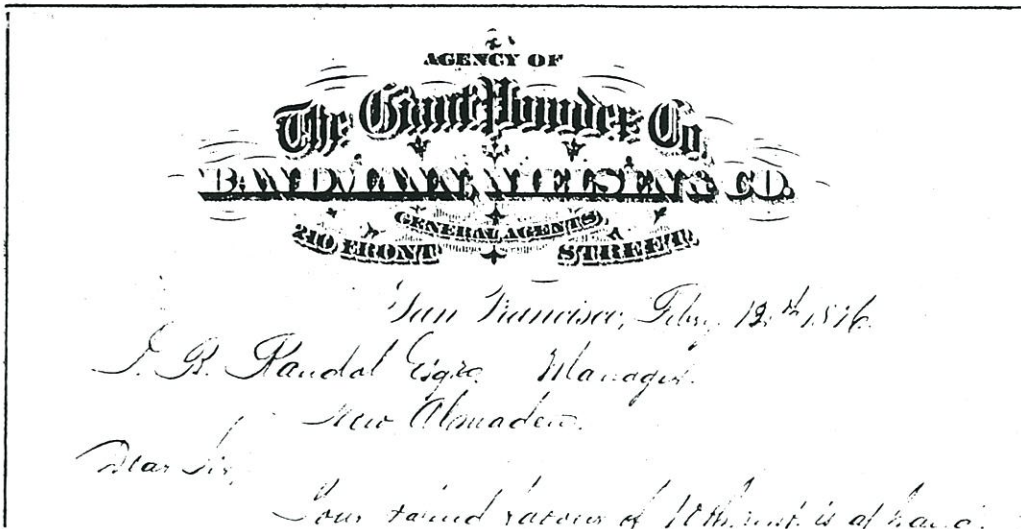 AGENCY OF
The Giant Powder Co.
BANDMANN, NIELSEN & CO.
GENERAL AGENTS,
210 FRONT STREET.
San Francisco, Feby. 12th 1876
J. B. Randol Esqre. Manager.
New Almaden.
Dear Sir,
Your favor of 10th inst. is at hand.